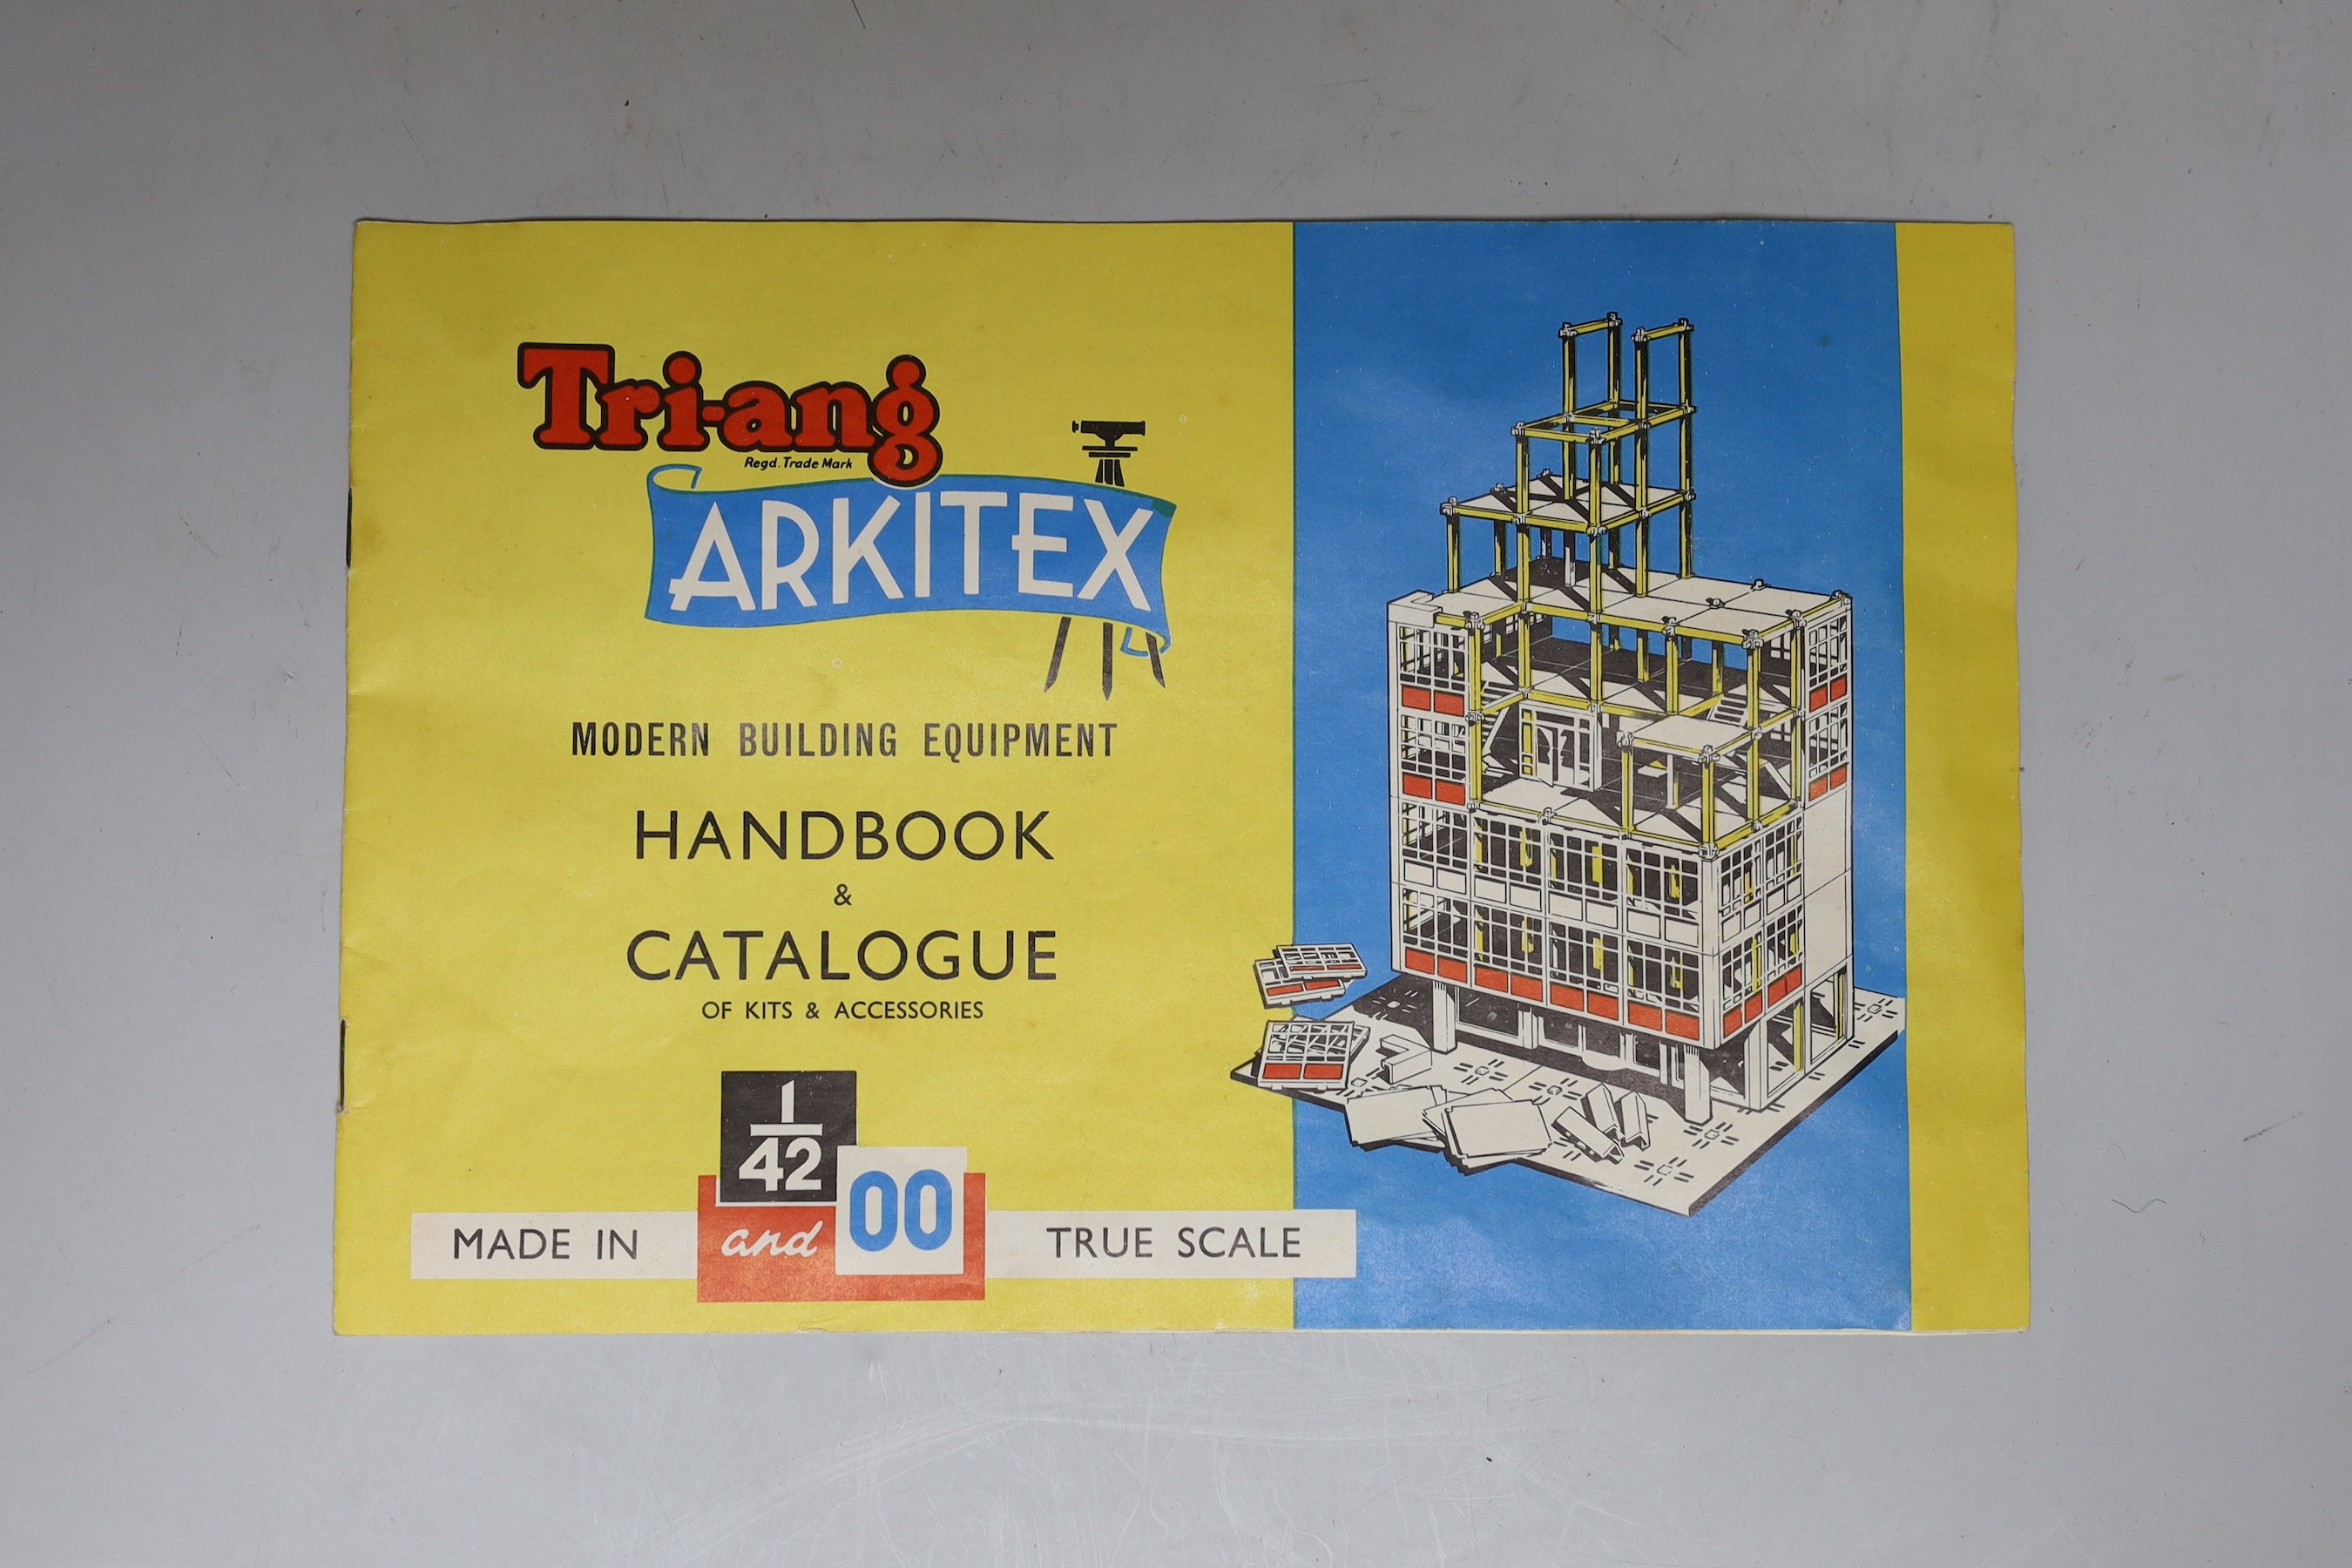 Tri-ang
Regd. Trade Mark
ARKITEX
MODERN BUILDING EQUIPMENT
HANDBOOK
&
CATALOGUE
OF KITS & ACCESSORIES
1
42
MADE IN and 00 TRUE SCALE